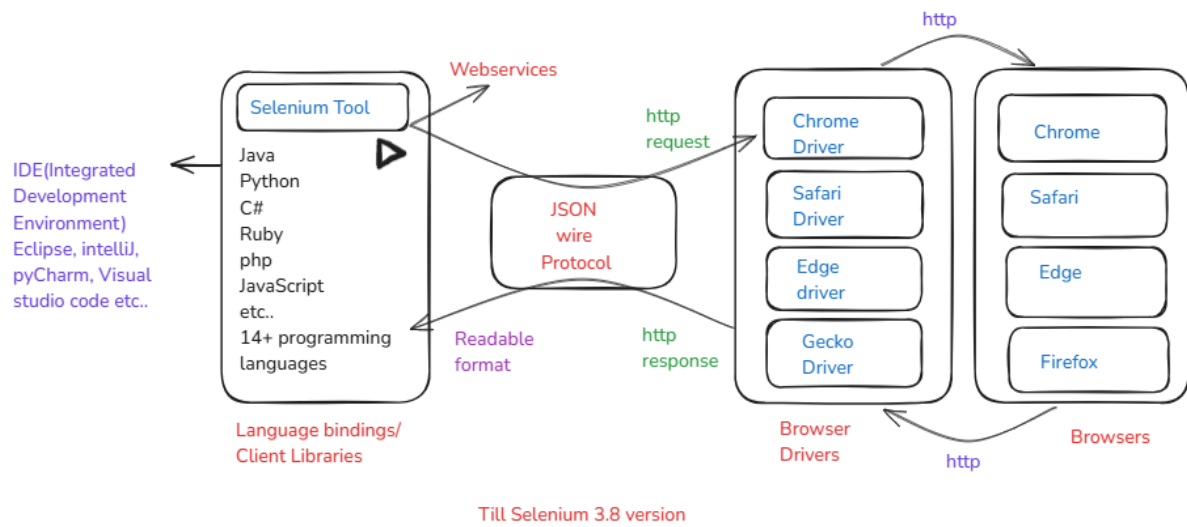 http
Webservices
Selenium Tool
Java
Python
C#
Ruby
php
JavaScript
etc..
14+ programming
languages
IDE(Integrated
Development
Environment)
Eclipse, intelliJ,
pyCharm, Visual
studio code etc..
Language bindings/
Client Libraries
http
request
JSON
wire
Protocol
Readable
format
http
response
Chrome
Driver
Safari
Driver
Edge
driver
Gecko
Driver
Browser
Drivers
Chrome
Safari
Edge
Firefox
Browsers
http
Till Selenium 3.8 version